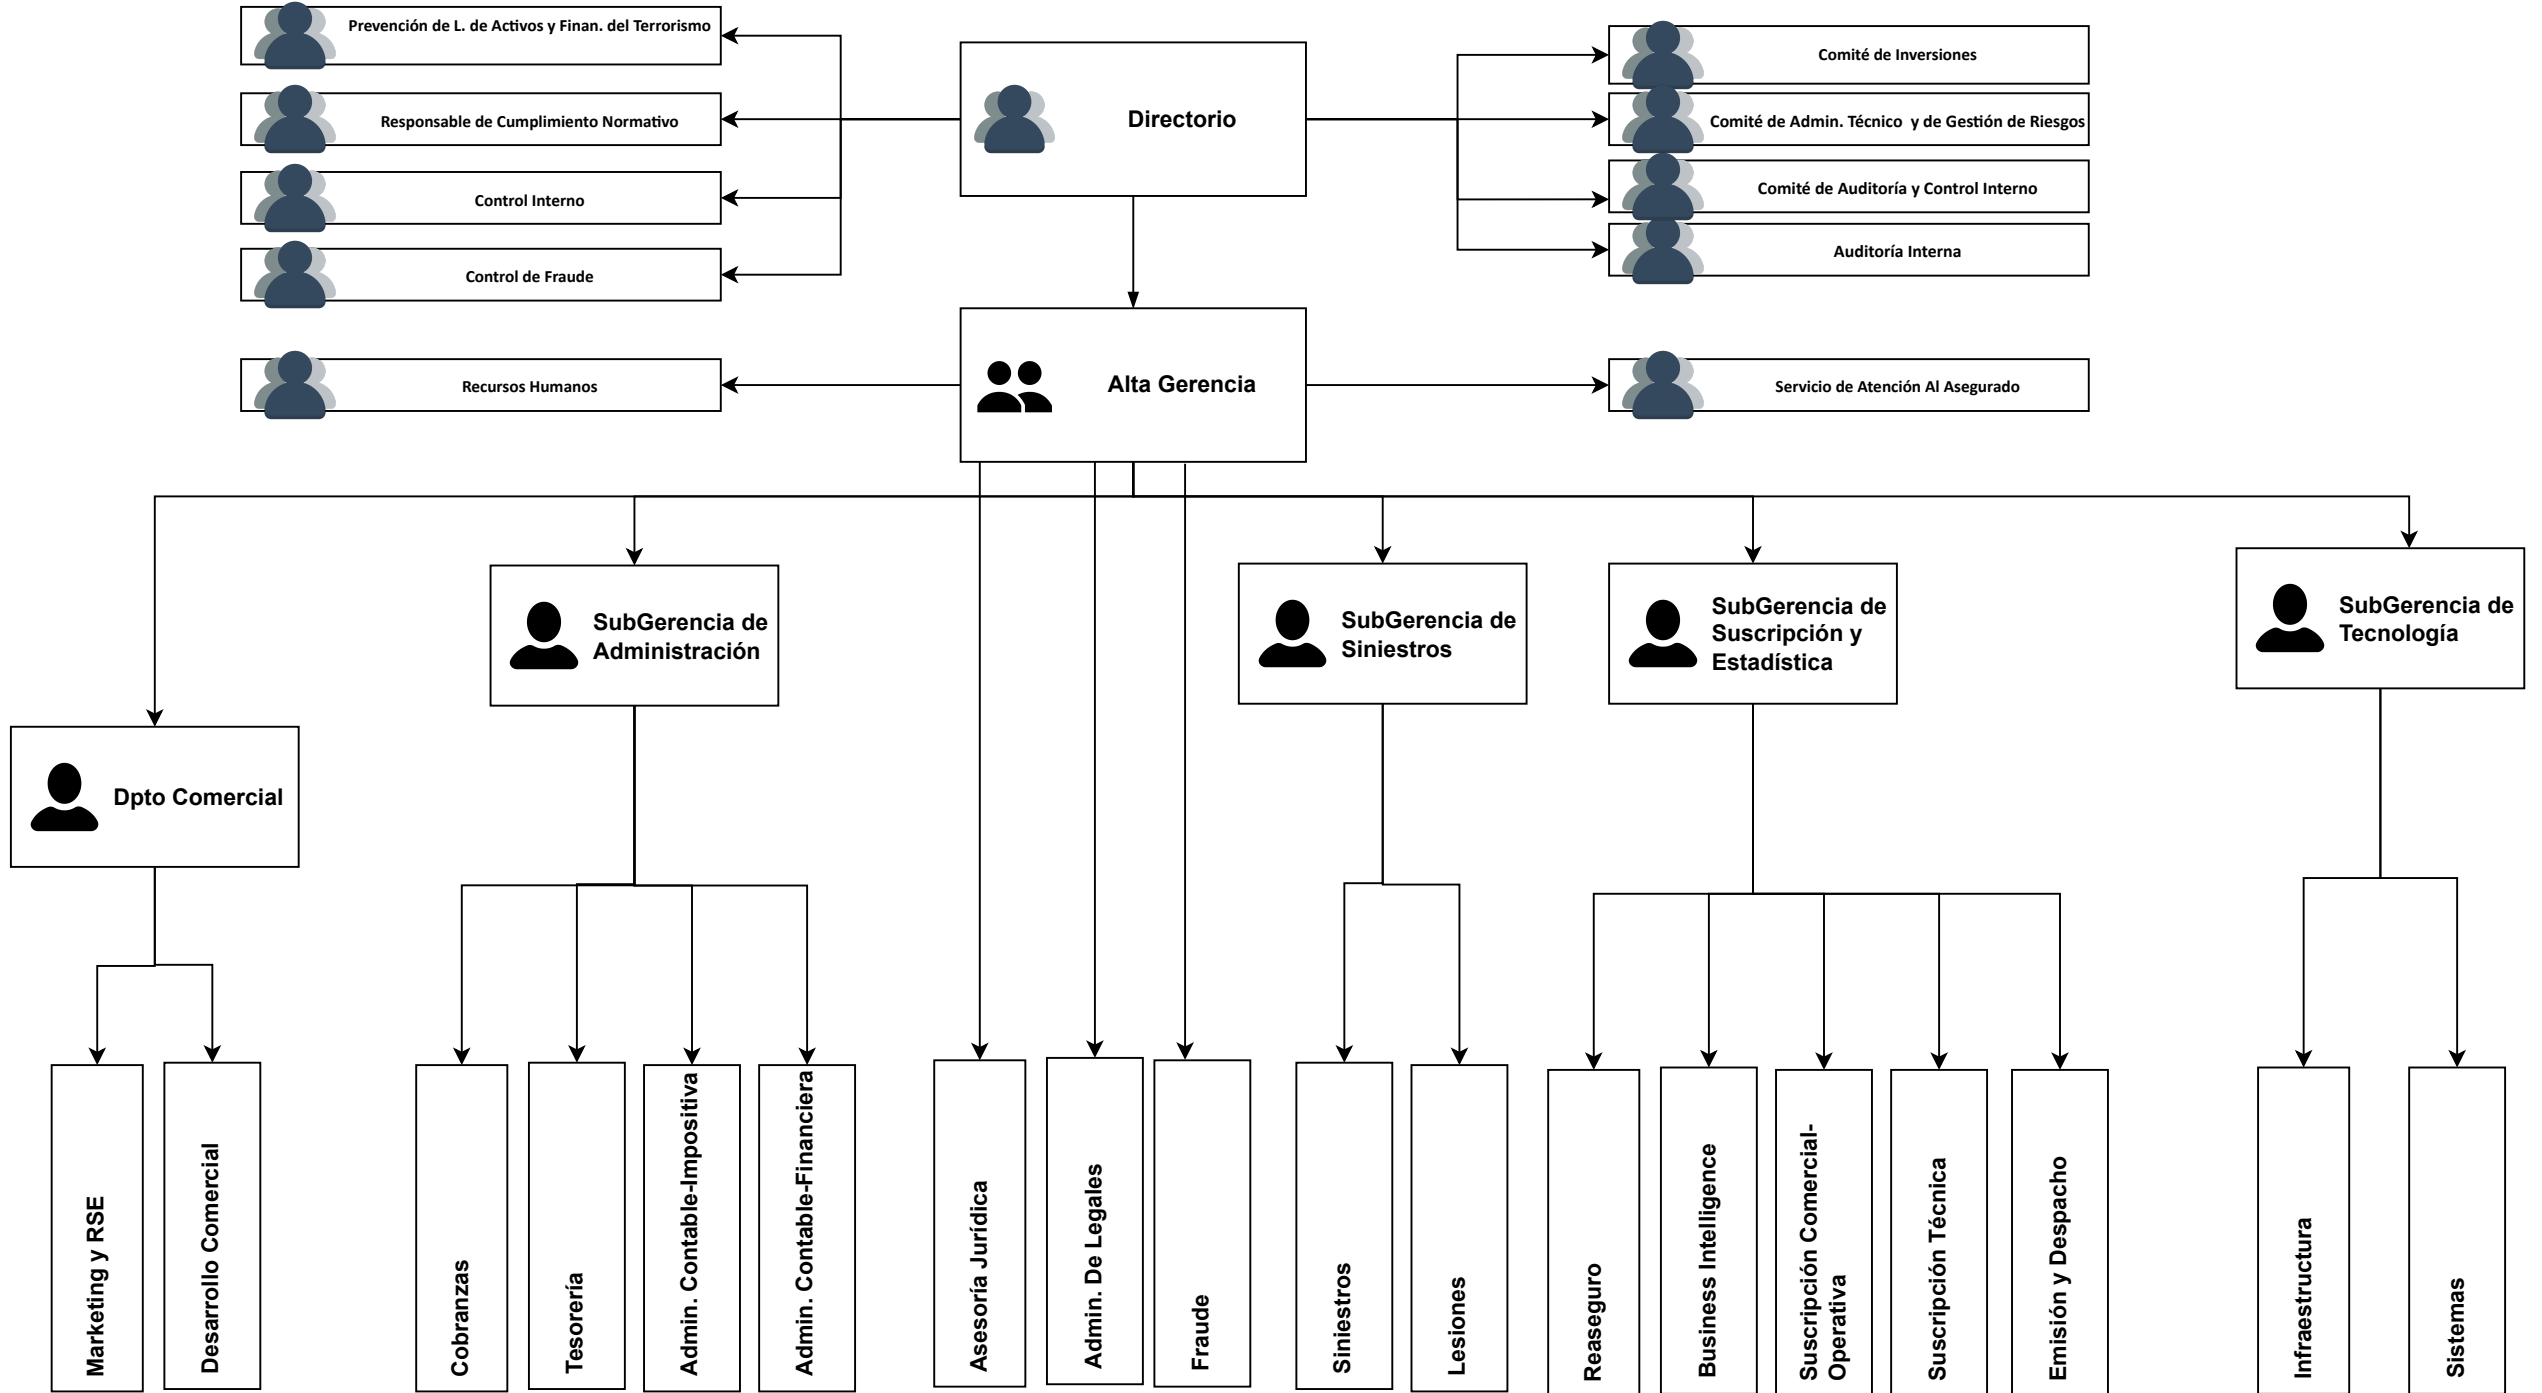 Prevención de L. de Activos y Finan. del Terrorismo
Comité de Inversiones
Directorio
Responsable de Cumplimiento Normativo
Comité de Admin. Técnico y de Gestión de Riesgos
Control Interno
Comité de Auditoría y Control Interno
Control de Fraude
Auditoría Interna
Alta Gerencia
Recursos Humanos
Servicio de Atención Al Asegurado
SubGerencia de
Administración
SubGerencia de
Siniestros
SubGerencia de
Suscripción y
Estadística
SubGerencia de
Tecnología
Dpto Comercial
Marketing y RSE
Desarrollo Comercial
Cobranzas
Tesorería
Admin. Contable-Impositiva
Admin. Contable-Financiera
Asesoría Jurídica
Admin. De Legales
Fraude
Siniestros
Lesiones
Reaseguro
Business Intelligence
Suscripción Comercial-
Operativa
Suscripción Técnica
Emisión y Despacho
Infraestructura
Sistemas